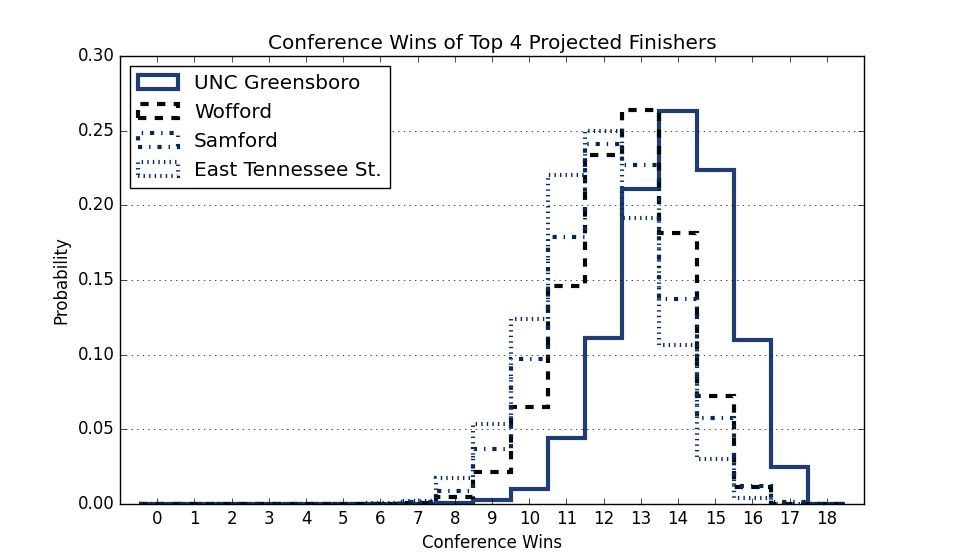 Conference Wins of Top 4 Projected Finishers
0.30
0.25
0.20
0.15
0.10
0.05
0.00
Probability
UNC Greensboro
Wofford
Samford
East Tennessee St.
0 1 2 3 4 5 6 7 8 9 10 11 12 13 14 15 16 17 18
Conference Wins